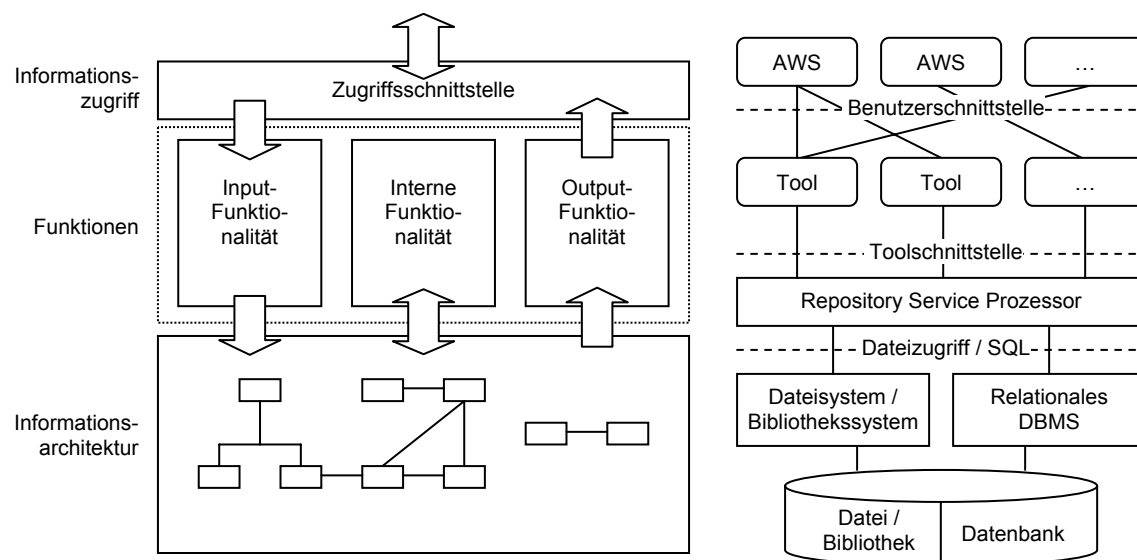 Informations-
zugriff
Zugriffsschnittstelle
Funktionen
Input-
Funktio-
nalität
Interne
Funktio-
nalität
Output-
Funktio-
nalität
Informations-
architektur
AWS
AWS
...
Benutzerschnittstelle
Tool
Tool
...
Toolschnittstelle
Repository Service Prozessor
Dateizugriff / SQL
Dateisystem /
Bibliothekssystem
Relationales
DBMS
Datei /
Bibliothek
Datenbank